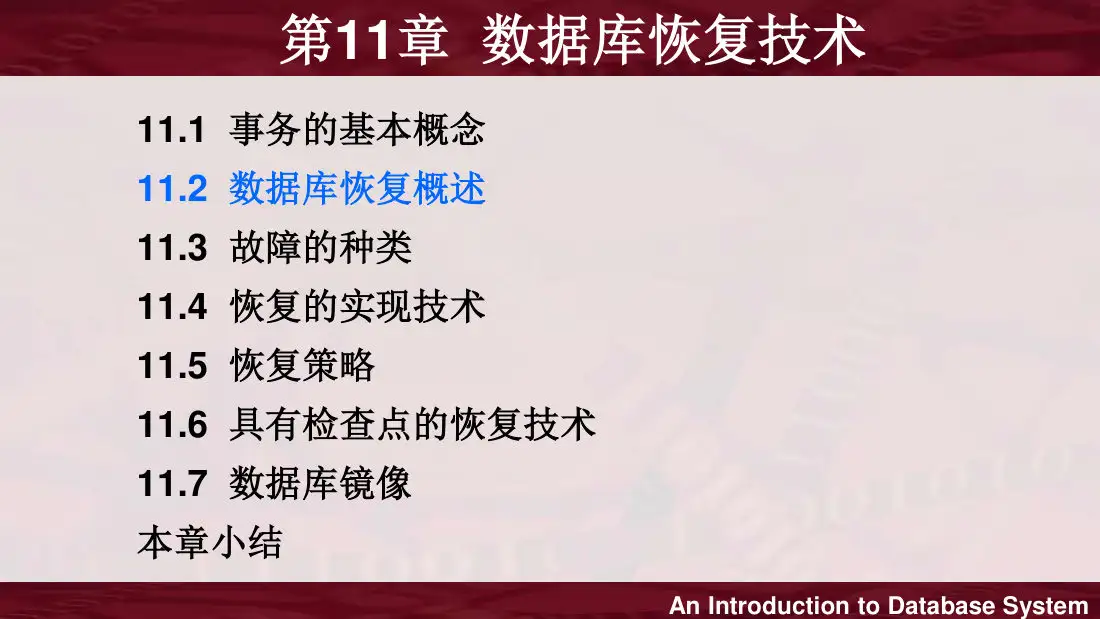 第11章 数据库恢复技术
11.1 事务的基本概念
11.2 数据库恢复概述
11.3 故障的种类
11.4 恢复的实现技术
11.5 恢复策略
11.6 具有检查点的恢复技术
11.7 数据库镜像
本章小结
An Introduction to Database System